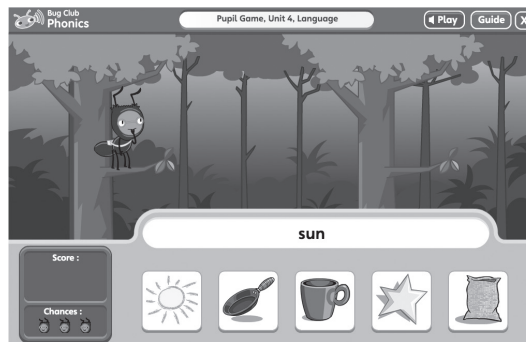 Bug Club
Phonics
Pupil Game, Unit 4, Language
Play
Guide
X
sun
Score :
Chances :